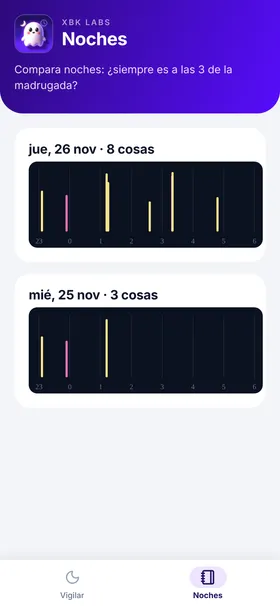 XBK LABS
Noches
Compara noches: ¿siempre es a las 3 de la
madrugada?
jue, 26 nov · 8 cosas
23 0 1 2 3 4 5 6
mié, 25 nov · 3 cosas
23 0 1 2 3 4 5 6
Vigilar Noches